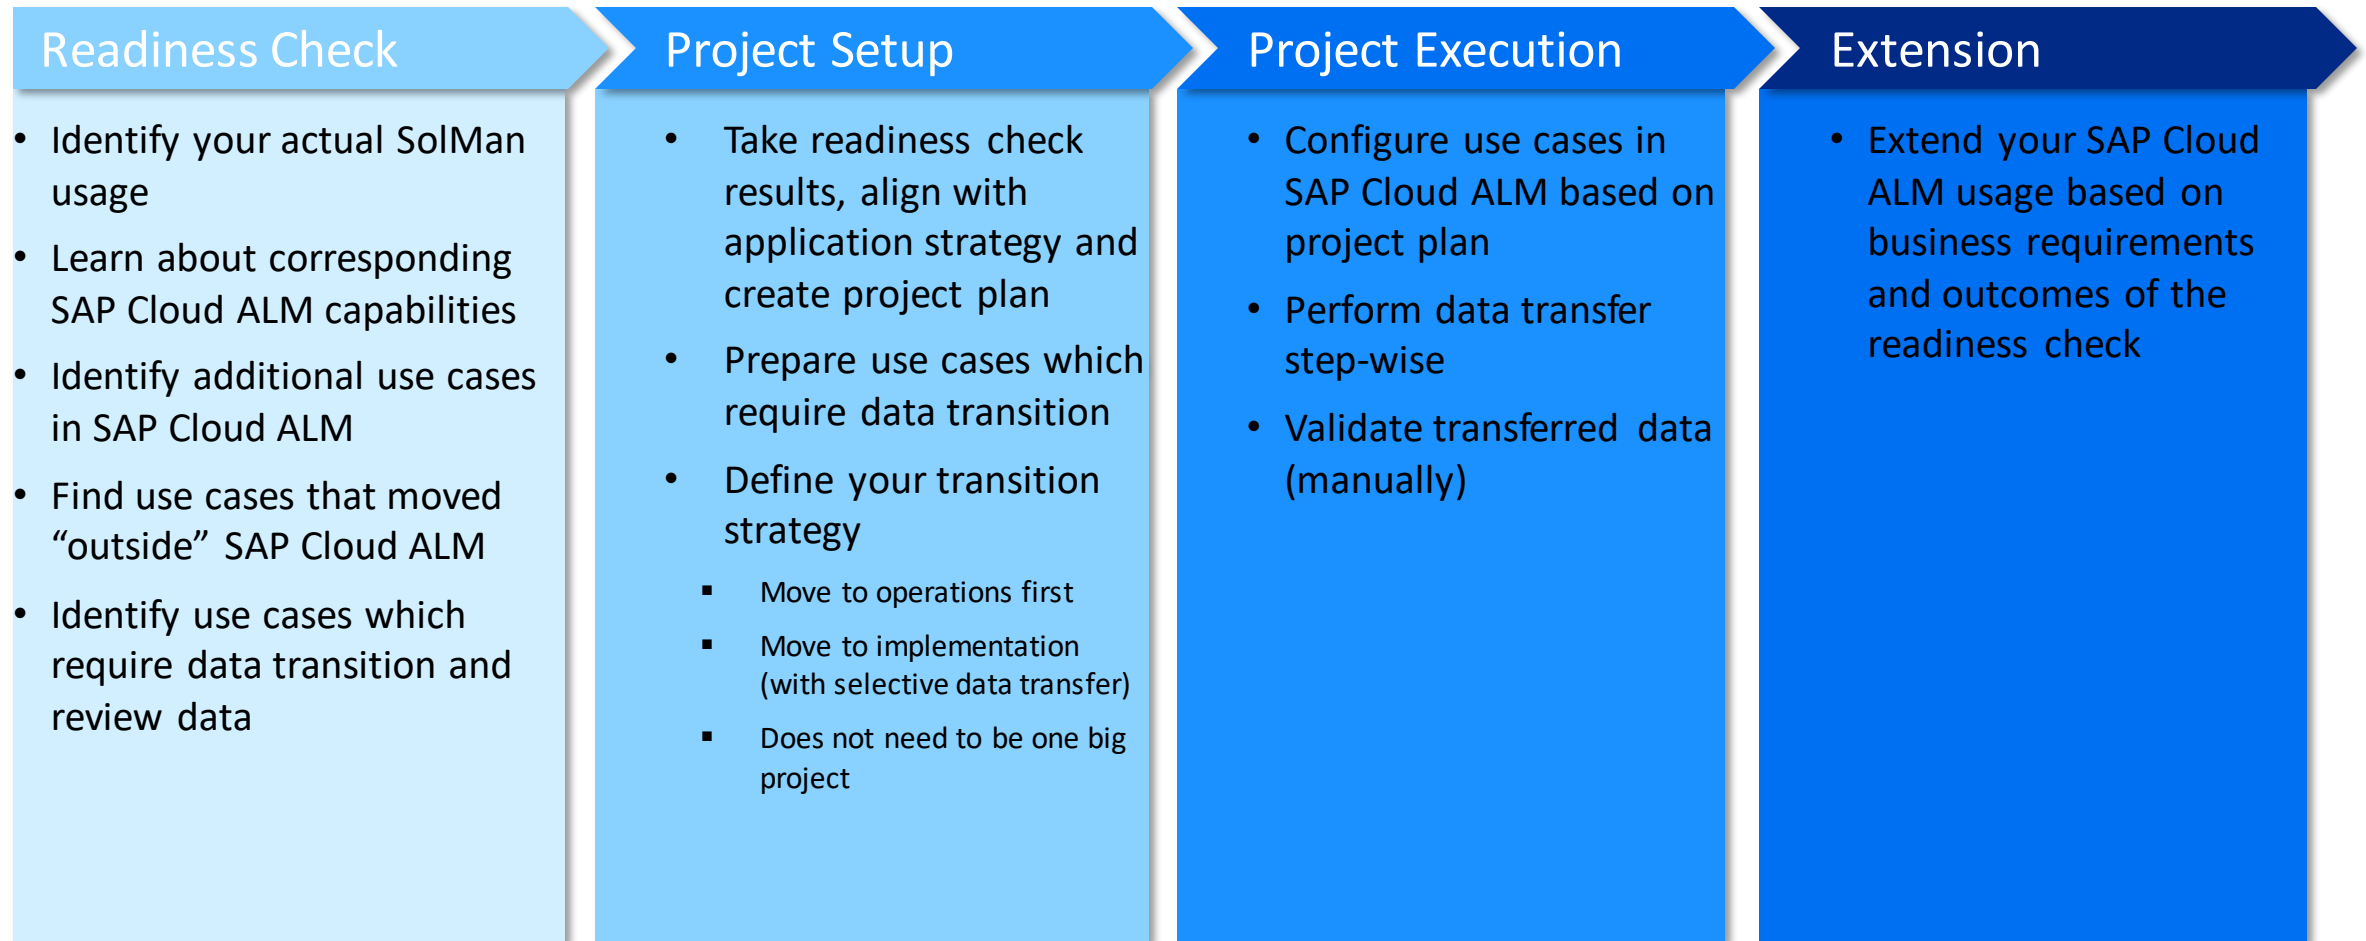 Readiness Check
• Identify your actual SolMan
usage
• Learn about corresponding
SAP Cloud ALM capabilities
• Identify additional use cases
in SAP Cloud ALM
• Find use cases that moved
“outside” SAP Cloud ALM
• Identify use cases which
require data transition and
review data
Project Setup
• Take readiness check
results, align with
application strategy and
create project plan
• Prepare use cases which
require data transition
• Define your transition
strategy
▪ Move to operations first
▪ Move to implementation
(with selective data transfer)
▪ Does not need to be one big
project
Project Execution
• Configure use cases in
SAP Cloud ALM based on
project plan
• Perform data transfer
step-wise
• Validate transferred data
(manually)
Extension
• Extend your SAP Cloud
ALM usage based on
business requirements
and outcomes of the
readiness check